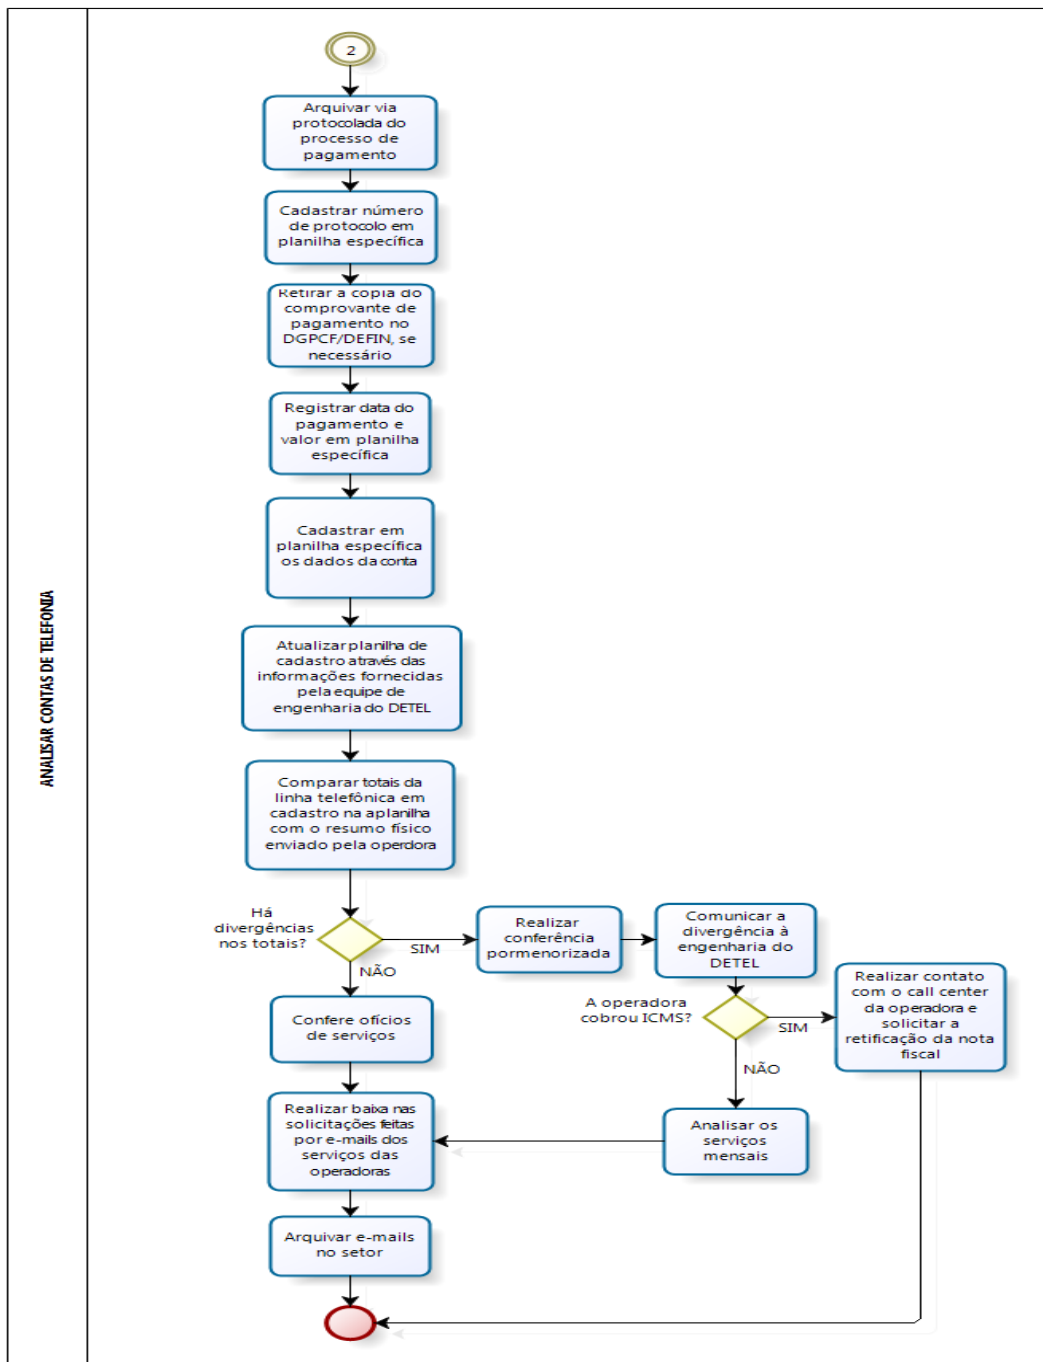 2
Arquivar via
protocolada do
processo de
pagamento
Cadastrar número
de protocolo em
planilha específica
Retirar a copia do
comprovante de
pagamento no
DGPCF/DEFIN, se
necessário
Registrar data do
pagamento e
valor em planilha
específica
Cadastrar em
planilha específica
os dados da conta
Atualizar planilha de
cadastro através das
informações fornecidas
pela equipe de
engenharia do DETEL
Comparar totais da
linha telefônica em
cadastro na aplanilha
com o resumo físico
enviado pela operdora
Há
divergências
nos totais?
SIM
NÃO
Realizar
conferência
pormenorizada
Comunicar a
divergência à
engenharia do
DETEL
A operadora
cobrou ICMS?
SIM
NÃO
Realizar contato
com o call center
da operadora e
solicitar a
retificação da nota
fiscal
Confere ofícios
de serviços
Analisar os
serviços
mensais
Realizar baixa nas
solicitações feitas
por e-mails dos
serviços das
operadoras
Arquivar e-mails
no setor
ANALISAR CONTAS DE TELEFONIA